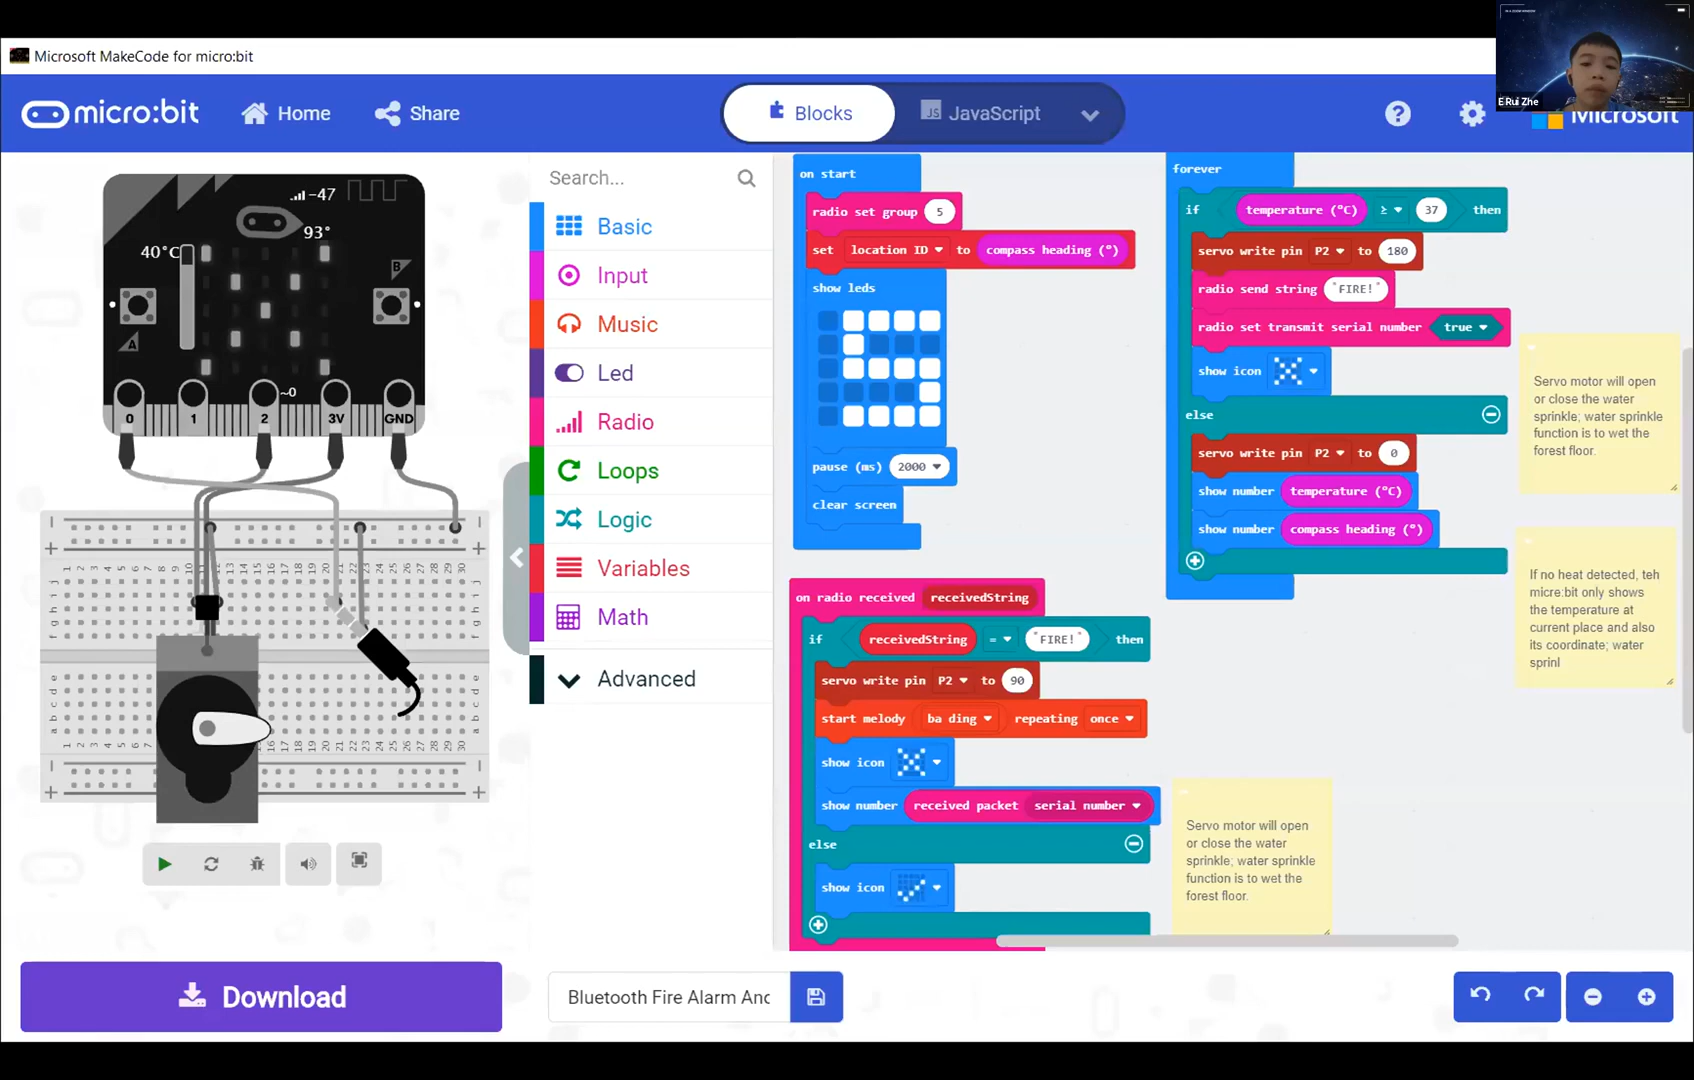 Microsoft MakeCode for micro:bit
micro:bit
Home
Share
Blocks
JavaScript
Microsoft
E Rui Zhe
-47
93°
40°C
B
A
~0
0
1
2
3V
GND
Search...
Basic
Input
Music
Led
Radio
Loops
Logic
Variables
Math
Advanced
on start
radio set group 5
set location ID to compass heading (°)
show leds
pause (ms) 2000
clear screen
forever
if temperature (°C) ≥ 37 then
servo write pin P2 to 180
radio send string "FIRE!"
radio set transmit serial number true
show icon
else
servo write pin P2 to 0
show number temperature (°C)
show number compass heading (°)
Servo motor will open
or close the water
sprinkle; water sprinkle
function is to wet the
forest floor.
If no heat detected, teh
micre:bit only shows
the temperature at
current place and also
its coordinate; water
sprinl
on radio received receivedString
if receivedString = "FIRE!" then
servo write pin P2 to 90
start melody ba ding repeating once
show icon
show number received packet serial number
else
show icon
Servo motor will open
or close the water
sprinkle; water sprinkle
function is to wet the
forest floor.
Download
Bluetooth Fire Alarm And